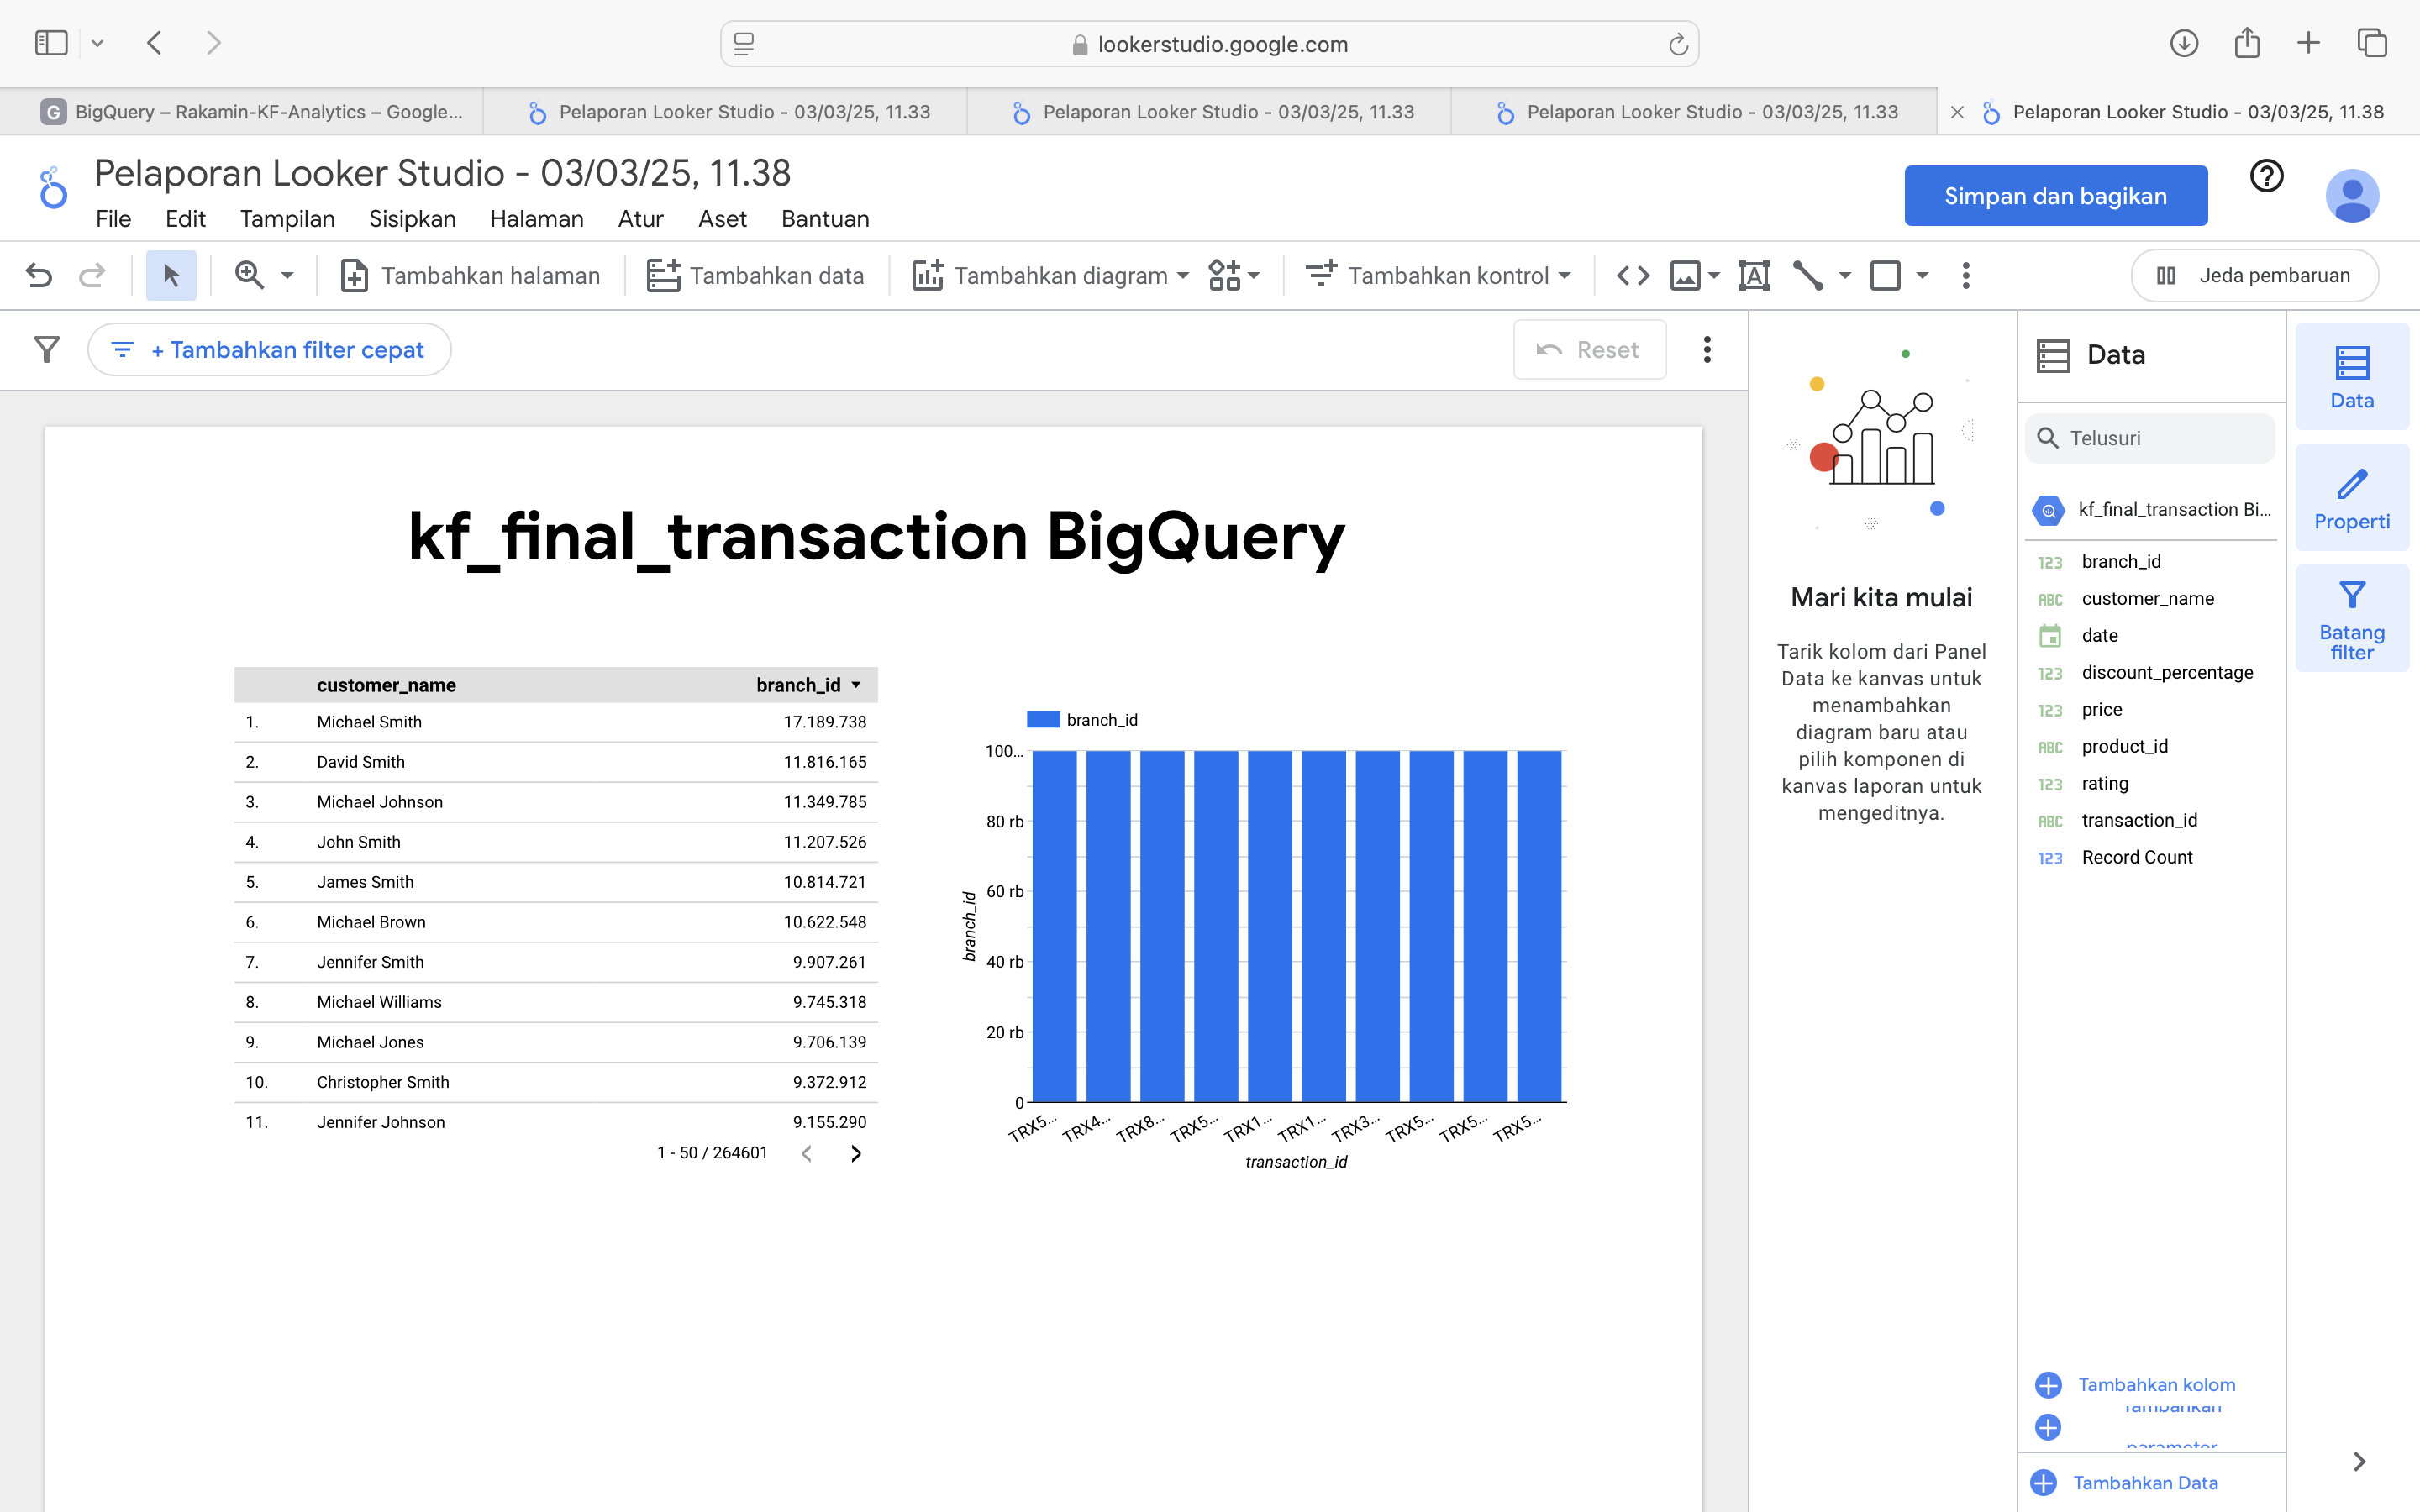 lookerstudio.google.com
G BigQuery – Rakamin-KF-Analytics – Google...
Pelaporan Looker Studio - 03/03/25, 11.33
Pelaporan Looker Studio - 03/03/25, 11.33
Pelaporan Looker Studio - 03/03/25, 11.33
Pelaporan Looker Studio - 03/03/25, 11.38
Pelaporan Looker Studio - 03/03/25, 11.38
File Edit Tampilan Sisipkan Halaman Atur Aset Bantuan
Simpan dan bagikan
Tambahkan halaman
Tambahkan data
Tambahkan diagram
Tambahkan kontrol
Jeda pembaruan
+ Tambahkan filter cepat
Reset
kf_final_transaction BigQuery
customer_name branch_id
1. Michael Smith 17.189.738
2. David Smith 11.816.165
3. Michael Johnson 11.349.785
4. John Smith 11.207.526
5. James Smith 10.814.721
6. Michael Brown 10.622.548
7. Jennifer Smith 9.907.261
8. Michael Williams 9.745.318
9. Michael Jones 9.706.139
10. Christopher Smith 9.372.912
11. Jennifer Johnson 9.155.290
1 - 50 / 264601
branch_id
100...
80 rb
60 rb
40 rb
20 rb
0
branch_id
TRX5... TRX4... TRX8... TRX5... TRX1... TRX1... TRX3... TRX5... TRX5... TRX5...
transaction_id
Mari kita mulai
Tarik kolom dari Panel
Data ke kanvas untuk
menambahkan
diagram baru atau
pilih komponen di
kanvas laporan untuk
mengeditnya.
Data
Telusuri
kf_final_transaction Bi...
123 branch_id
ABC customer_name
date
123 discount_percentage
123 price
ABC product_id
123 rating
ABC transaction_id
123 Record Count
Tambahkan kolom
Tambahkan
parameter
Tambahkan Data
Data
Properti
Batang
filter